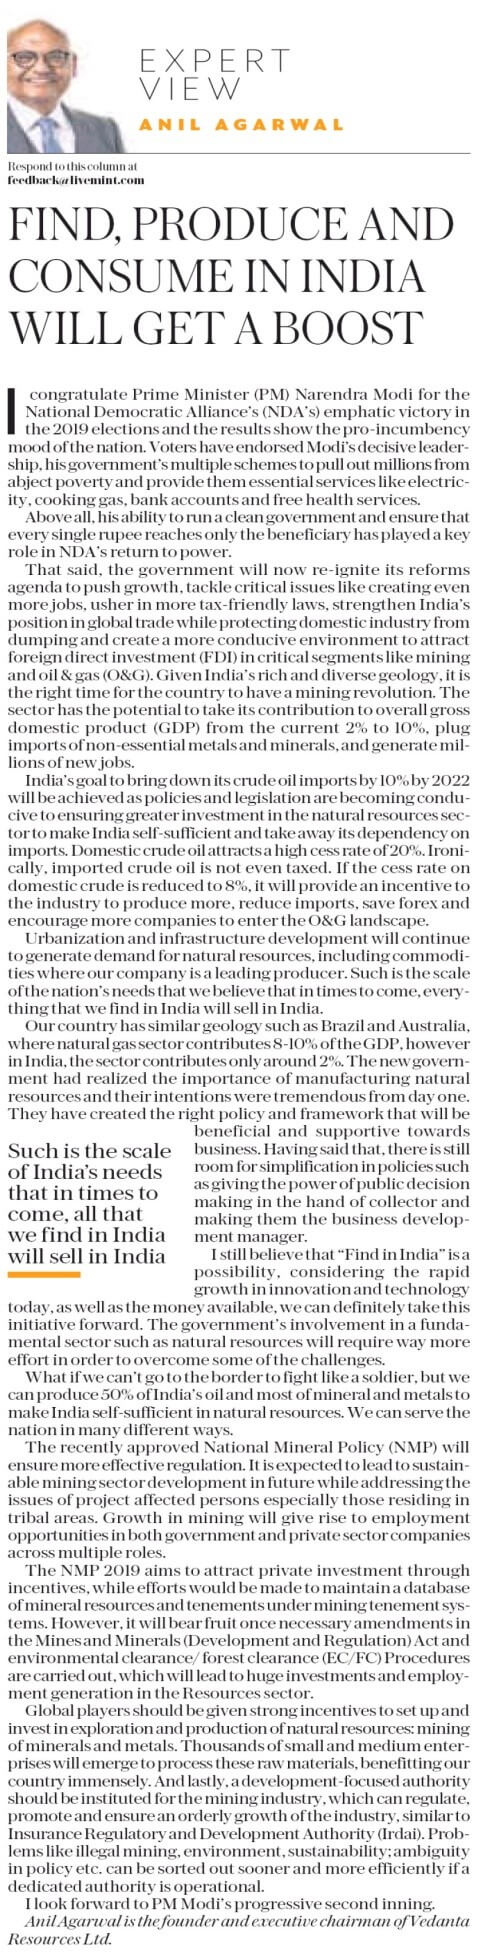 EXPERT
VIEW
ANIL AGARWAL
Respond to this column at
feedback@livemint.com
FIND, PRODUCE AND
CONSUME IN INDIA
WILL GET A BOOST
I congratulate Prime Minister (PM) Narendra Modi for the
National Democratic Alliance's (NDA's) emphatic victory in
the 2019 elections and the results show the pro-incumbency
mood of the nation. Voters have endorsed Modi's decisive leader-
ship, his government's multiple schemes to pull out millions from
abject poverty and provide them essential services like electric-
ity, cooking gas, bank accounts and free health services.
Above all, his ability to run a clean government and ensure that
every single rupee reaches only the beneficiary has played a key
role in NDA's return to power.
That said, the government will now re-ignite its reforms
agenda to push growth, tackle critical issues like creating even
more jobs, usher in more tax-friendly laws, strengthen India's
position in global trade while protecting domestic industry from
dumping and create a more conducive environment to attract
foreign direct investment (FDI) in critical segments like mining
and oil & gas (O&G). Given India's rich and diverse geology, it is
the right time for the country to have a mining revolution. The
sector has the potential to take its contribution to overall gross
domestic product (GDP) from the current 2% to 10%, plug
imports of non-essential metals and minerals, and generate mil-
lions of new jobs.
India's goal to bring down its crude oil imports by 10% by 2022
will be achieved as policies and legislation are becoming condu-
cive to ensuring greater investment in the natural resources sec-
tor to make India self-sufficient and take away its dependency on
imports. Domestic crude oil attracts a high cess rate of 20%. Ironi-
cally, imported crude oil is not even taxed. If the cess rate on
domestic crude is reduced to 8%, it will provide an incentive to
the industry to produce more, reduce imports, save forex and
encourage more companies to enter the O&G landscape.
Urbanization and infrastructure development will continue
to generate demand for natural resources, including commodi-
ties where our company is a leading producer. Such is the scale
of the nation's needs that we believe that in times to come, every-
thing that we find in India will sell in India.
Our country has similar geology such as Brazil and Australia,
where natural gas sector contributes 8-10% of the GDP, however
in India, the sector contributes only around 2%. The new govern-
ment had realized the importance of manufacturing natural
resources and their intentions were tremendous from day one.
They have created the right policy and framework that will be
beneficial and supportive towards
business. Having said that, there is still
room for simplification in policies such
as giving the power of public decision
making in the hand of collector and
making them the business develop-
ment manager.
Such is the scale
of India's needs
that in times to
come, all that
we find in India
will sell in India
I still believe that "Find in India" is a
possibility, considering the rapid
growth in innovation and technology
today, as well as the money available, we can definitely take this
initiative forward. The government's involvement in a funda-
mental sector such as natural resources will require way more
effort in order to overcome some of the challenges.
What if we can't go to the border to fight like a soldier, but we
can produce 50% of India's oil and most of mineral and metals to
make India self-sufficient in natural resources. We can serve the
nation in many different ways.
The recently approved National Mineral Policy (NMP) will
ensure more effective regulation. It is expected to lead to sustain-
able mining sector development in future while addressing the
issues of project affected persons especially those residing in
tribal areas. Growth in mining will give rise to employment
opportunities in both government and private sector companies
across multiple roles.
The NMP 2019 aims to attract private investment through
incentives, while efforts would be made to maintain a database
of mineral resources and tenements under mining tenement sys-
tems. However, it will bear fruit once necessary amendments in
the Mines and Minerals (Development and Regulation) Act and
environmental clearance/ forest clearance (EC/FC) Procedures
are carried out, which will lead to huge investments and employ-
ment generation in the Resources sector.
Global players should be given strong incentives to set up and
invest in exploration and production of natural resources: mining
of minerals and metals. Thousands of small and medium enter-
prises will emerge to process these raw materials, benefitting our
country immensely. And lastly, a development-focused authority
should be instituted for the mining industry, which can regulate,
promote and ensure an orderly growth of the industry, similar to
Insurance Regulatory and Development Authority (Irdai). Prob-
lems like illegal mining, environment, sustainability; ambiguity
in policy etc. can be sorted out sooner and more efficiently if a
dedicated authority is operational.
I look forward to PM Modi's progressive second inning.
Anil Agarwal is the founder and executive chairman of Vedanta
Resources Ltd.